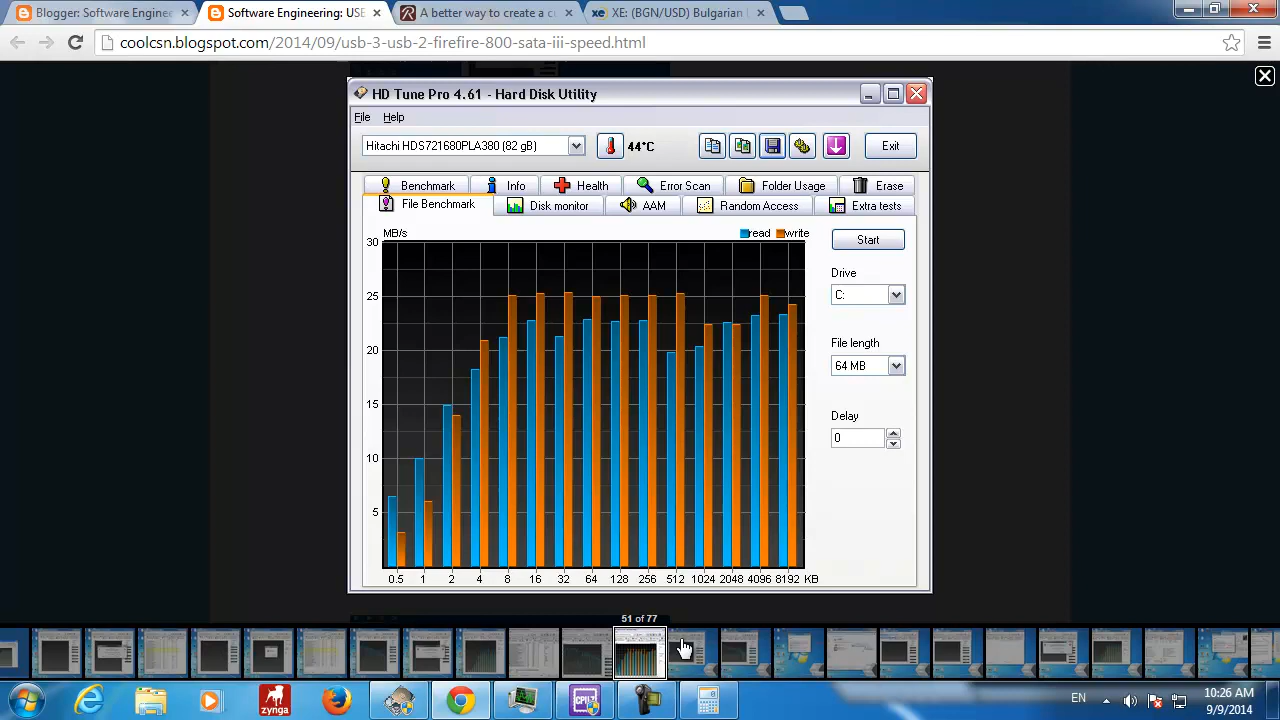 Blogger: Software Enginee
Software Engineering: USE
A better way to create a c
XE: (BGN/USD) Bulgarian
coolcsn.blogspot.com/2014/09/usb-3-usb-2-firefire-800-sata-iii-speed.html
HD Tune Pro 4.61 - Hard Disk Utility
File Help
Hitachi HDS721680PLA380 (82 gB)
44°C
Exit
Benchmark Info Health Error Scan Folder Usage Erase
File Benchmark Disk monitor AAM Random Access Extra tests
MB/s read write
Start
30
25
20
15
10
5
0.5 1 2 4 8 16 32 64 128 256 512 1024 2048 4096 8192 KB
Drive
C:
File length
64 MB
Delay
0
51 of 77
zynga
EN
10:26 AM
9/9/2014